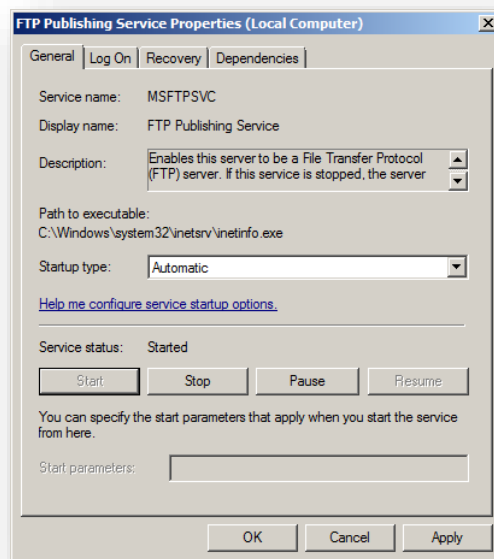 FTP Publishing Service Properties (Local Computer)
General Log On Recovery Dependencies
Service name: MSFTPSVC
Display name: FTP Publishing Service
Description: Enables this server to be a File Transfer Protocol
(FTP) server. If this service is stopped, the server
Path to executable:
C:\Windows\system32\inetsrv\inetinfo.exe
Startup type: Automatic
Help me configure service startup options.
Service status: Started
Start Stop Pause Resume
You can specify the start parameters that apply when you start the service
from here.
Start parameters:
OK Cancel Apply